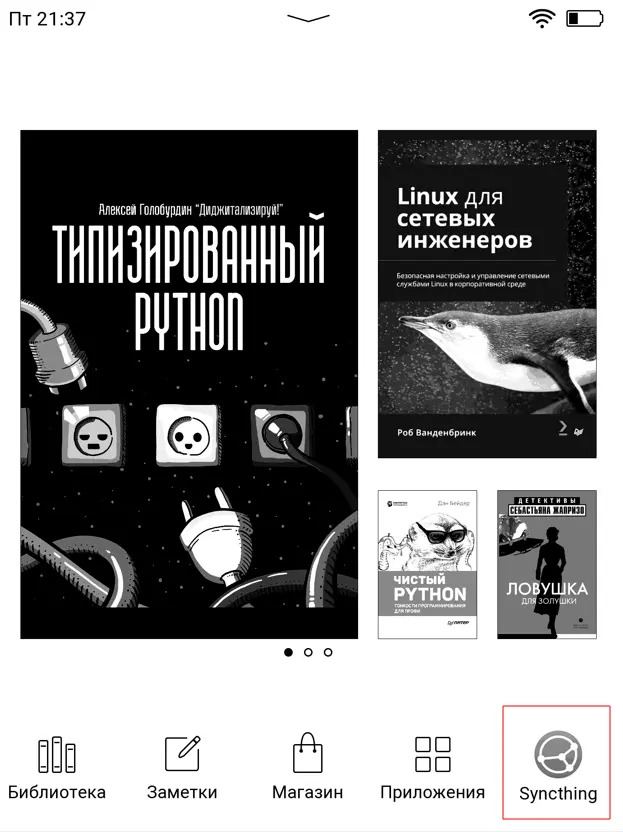 Пт 21:37
Алексей Голобурдин "Диджитализируй!"
ТИПИЗИРОВАННЫЙ
PYTHON
Linux для
сетевых
инженеров
Безопасная настройка и управление сетевыми
службами Linux в корпоративной среде
Роб Ванденбринк
Дэн Бейдер
ЧИСТЫЙ
PYTHON
ТОНКОСТИ ПРОГРАММИРОВАНИЯ
ДЛЯ ПРОФИ
ПИТЕР
ДЕТЕКТИВЫ
СЕБАСТЬЯНА ЖАПРИЗО
ЛОВУШКА
ДЛЯ ЗОЛУШКИ
Библиотека
Заметки
Магазин
Приложения
Syncthing